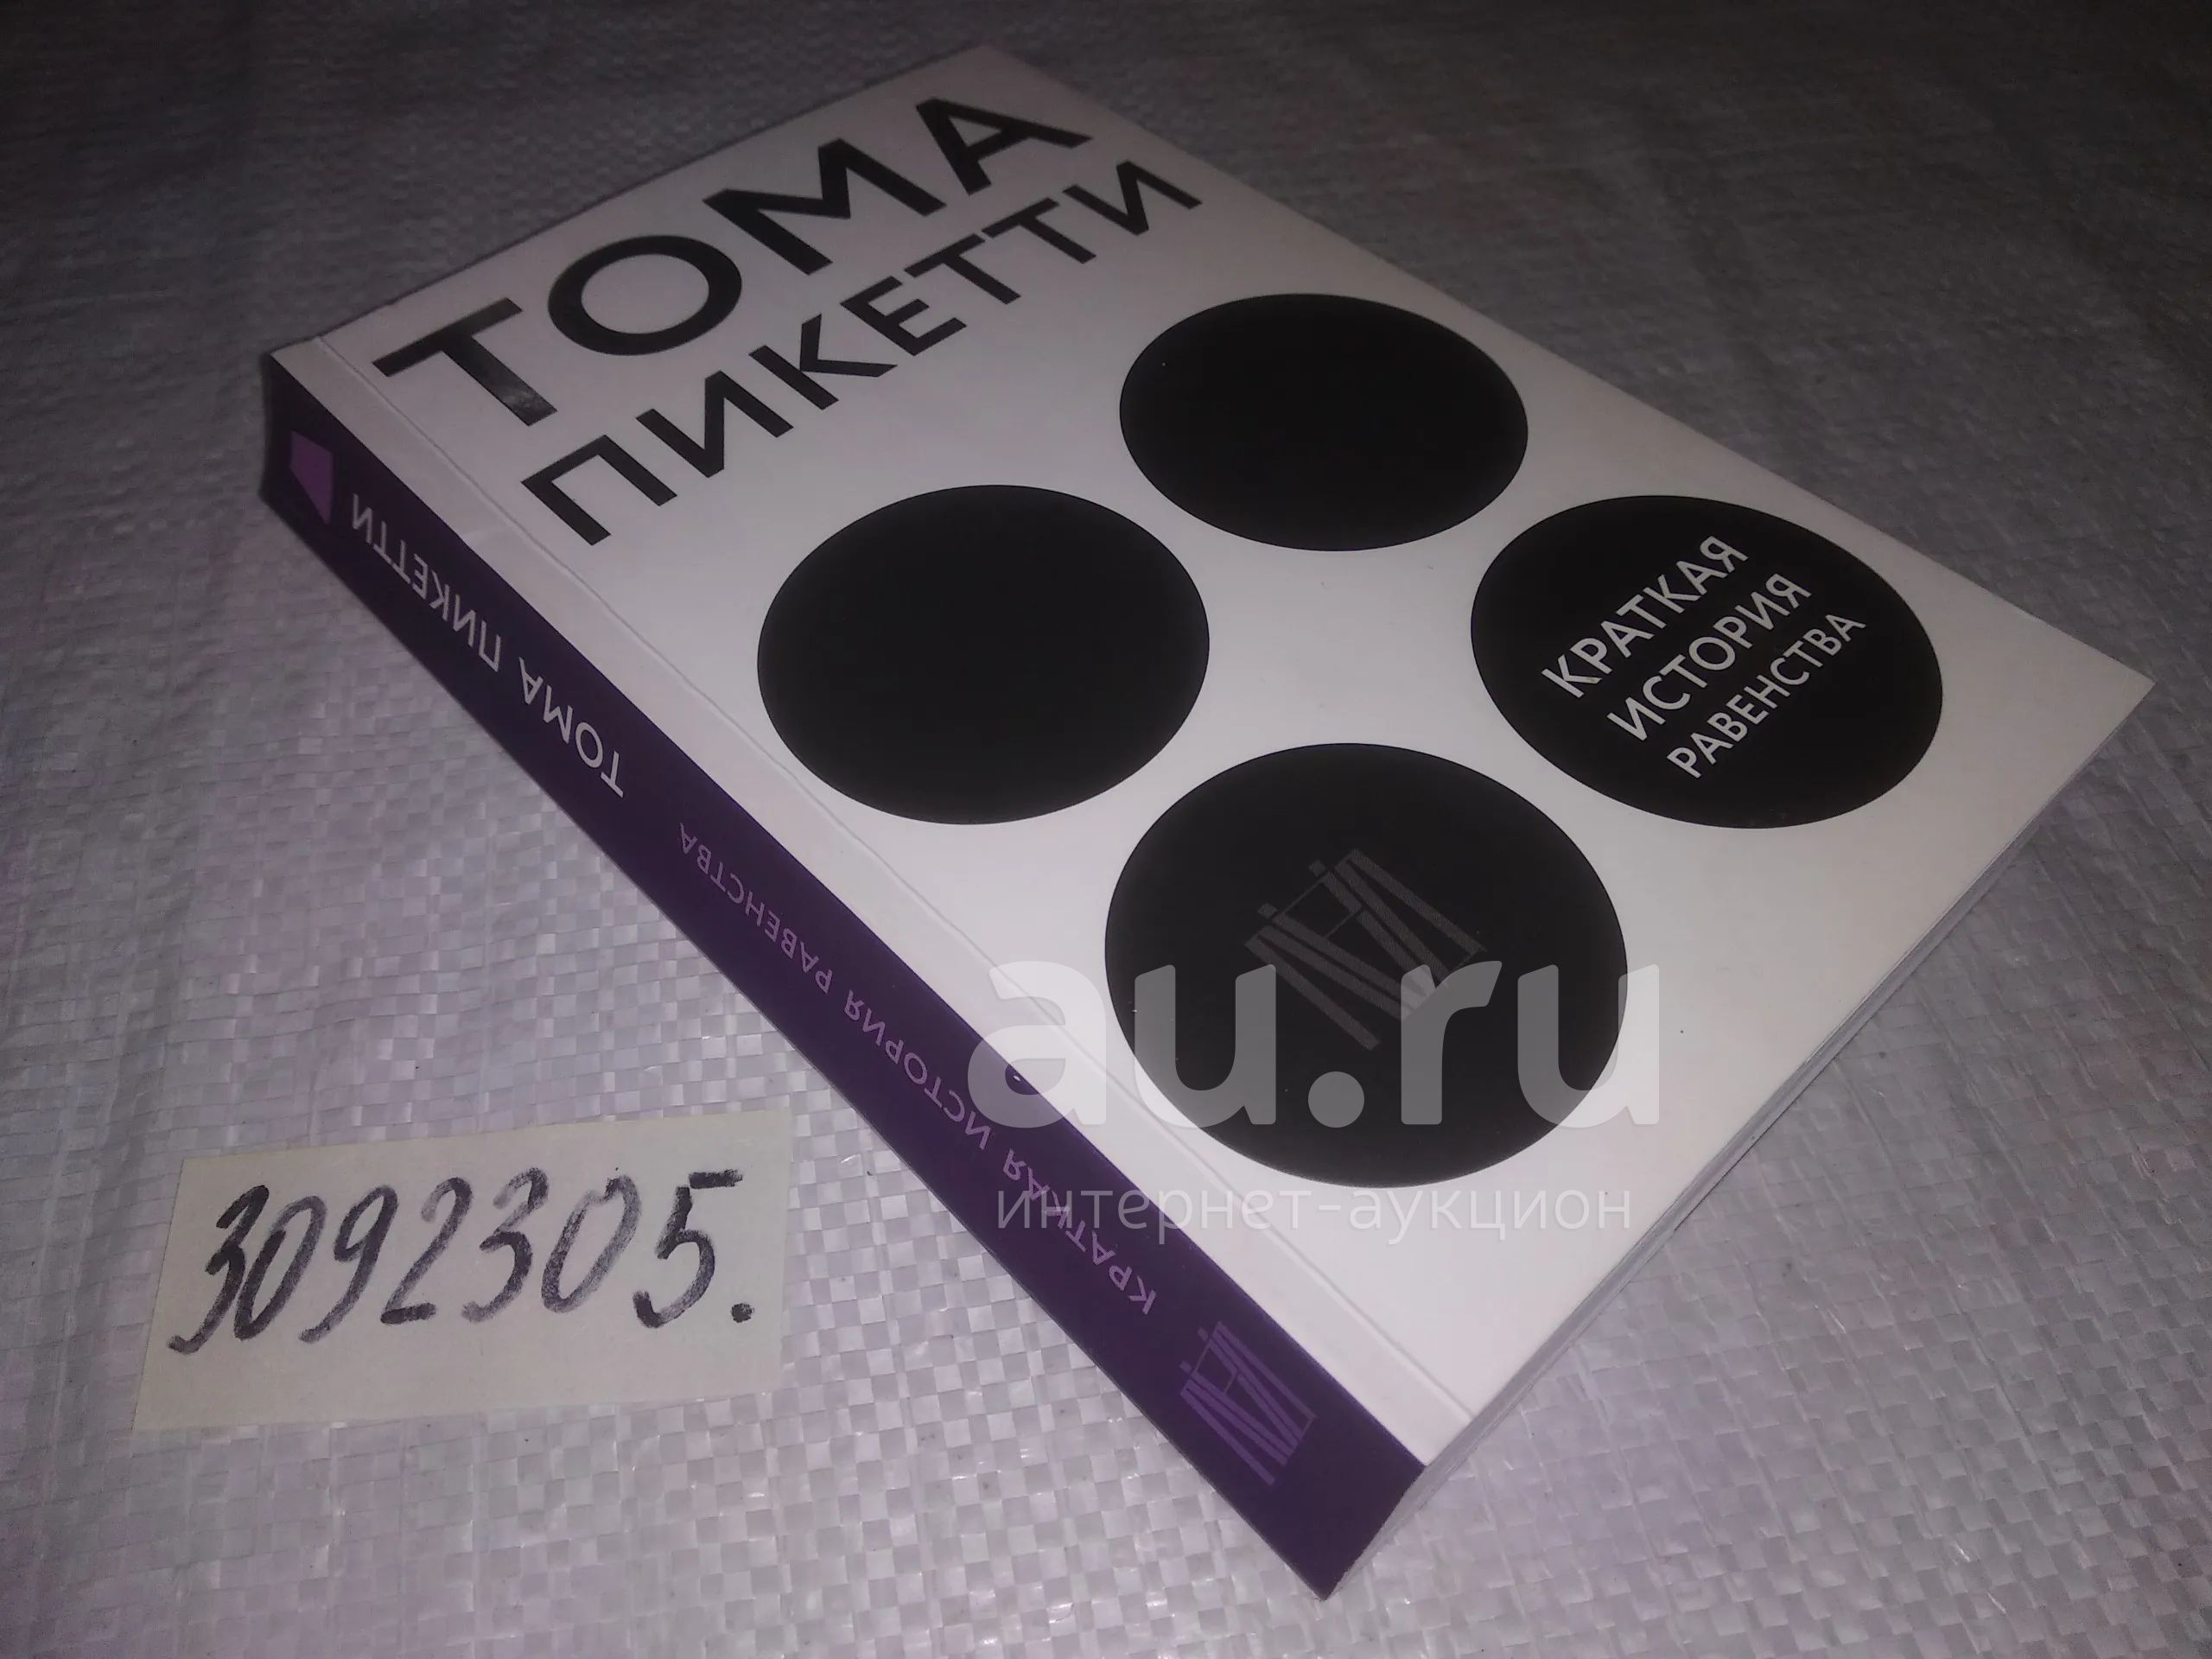 ТОМА
ПИКЕТТИ
КРАТКАЯ
ИСТОРИЯ
РАВЕНСТВА
КРАТКАЯ ИСТОРИЯ РАВЕНСТВА ТОМА ПИКЕТТИ
au.ru
интернет-аукцион
3092305.